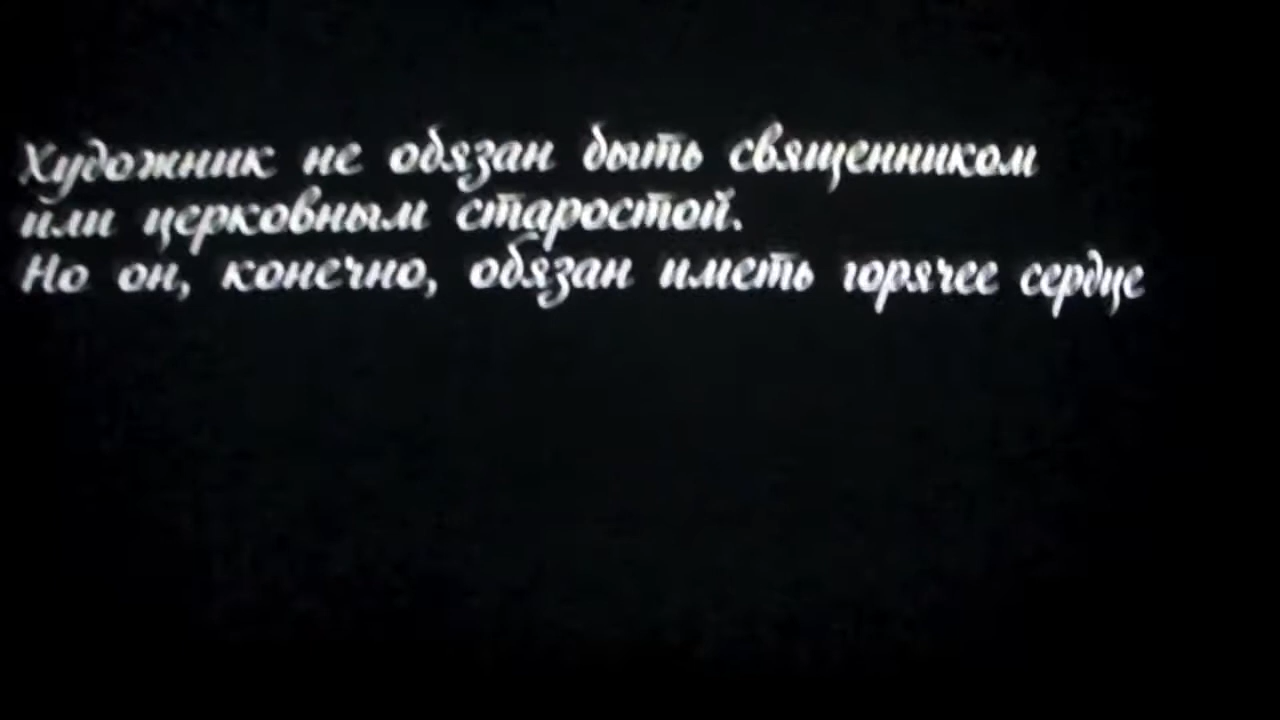 Художник не обязан быть священником
или церковным старостой.
Но он, конечно, обязан иметь горячее сердце